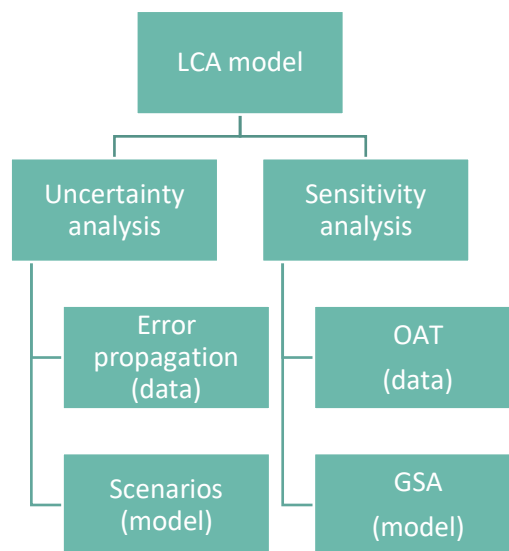 LCA model
Uncertainty
analysis
Sensitivity
analysis
Error
propagation
(data)
OAT
(data)
Scenarios
(model)
GSA
(model)